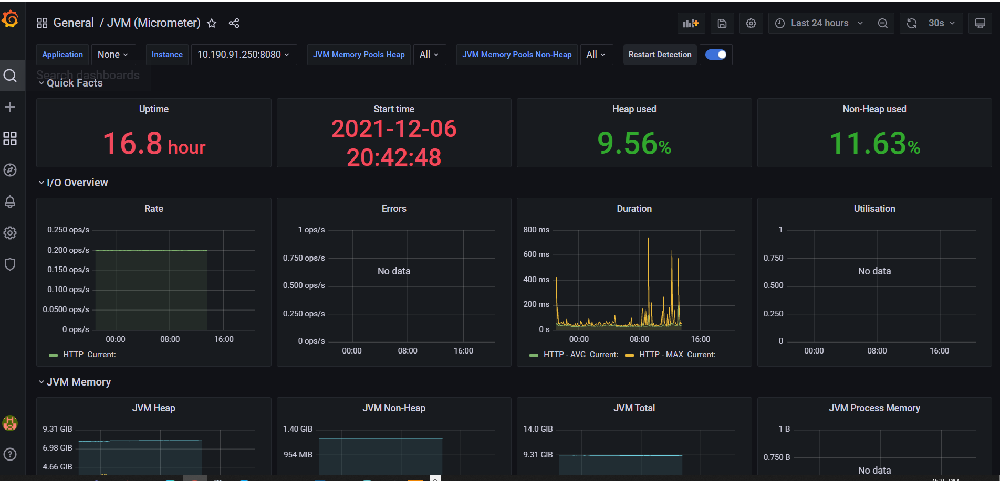 General / JVM (Micrometer)
Last 24 hours
30s
Application
None
Instance
10.190.91.250:8080
JVM Memory Pools Heap
All
JVM Memory Pools Non-Heap
All
Restart Detection
Search dashboards
Quick Facts
Uptime
16.8 hour
Start time
2021-12-06
20:42:48
Heap used
9.56%
Non-Heap used
11.63%
I/O Overview
Rate
0.250 ops/s
0.200 ops/s
0.150 ops/s
0.100 ops/s
0.0500 ops/s
0 ops/s
00:00
08:00
16:00
HTTP Current:
Errors
1 ops/s
0.750 ops/s
No data
0.500 ops/s
0.250 ops/s
0 ops/s
00:00
08:00
16:00
Duration
800 ms
600 ms
400 ms
200 ms
0 s
00:00
08:00
16:00
HTTP - AVG Current:
HTTP - MAX Current:
Utilisation
1
0.750
No data
0.500
0.250
0
00:00
08:00
16:00
JVM Memory
JVM Heap
9.31 GiB
6.98 GiB
4.66 GiB
JVM Non-Heap
1.40 GiB
954 MiB
JVM Total
14.0 GiB
9.31 GiB
JVM Process Memory
1 B
0.750 B
No data